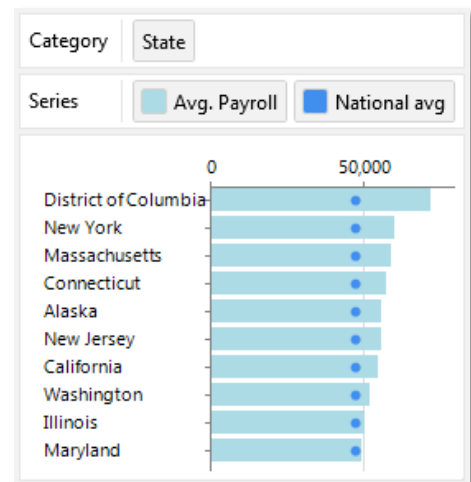 Category State
Series Avg. Payroll National avg
0 50,000
District of Columbia
New York
Massachusetts
Connecticut
Alaska
New Jersey
California
Washington
Illinois
Maryland